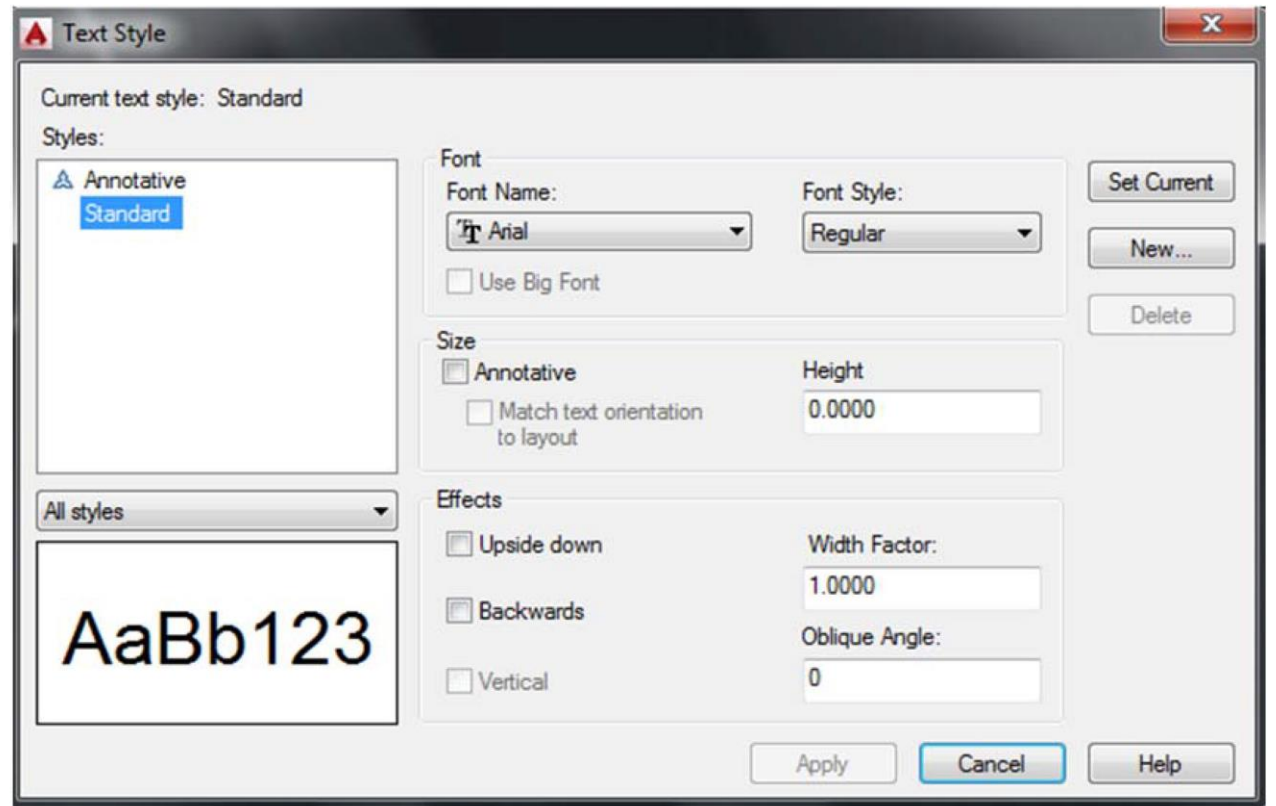 Text Style
Current text style: Standard
Styles:
Annotative
Standard
All styles
AaBb123
Font
Font Name:
Arial
Use Big Font
Font Style:
Regular
Size
Annotative
Match text orientation
to layout
Height
0.0000
Effects
Upside down
Backwards
Vertical
Width Factor:
1.0000
Oblique Angle:
0
Set Current
New...
Delete
Apply
Cancel
Help